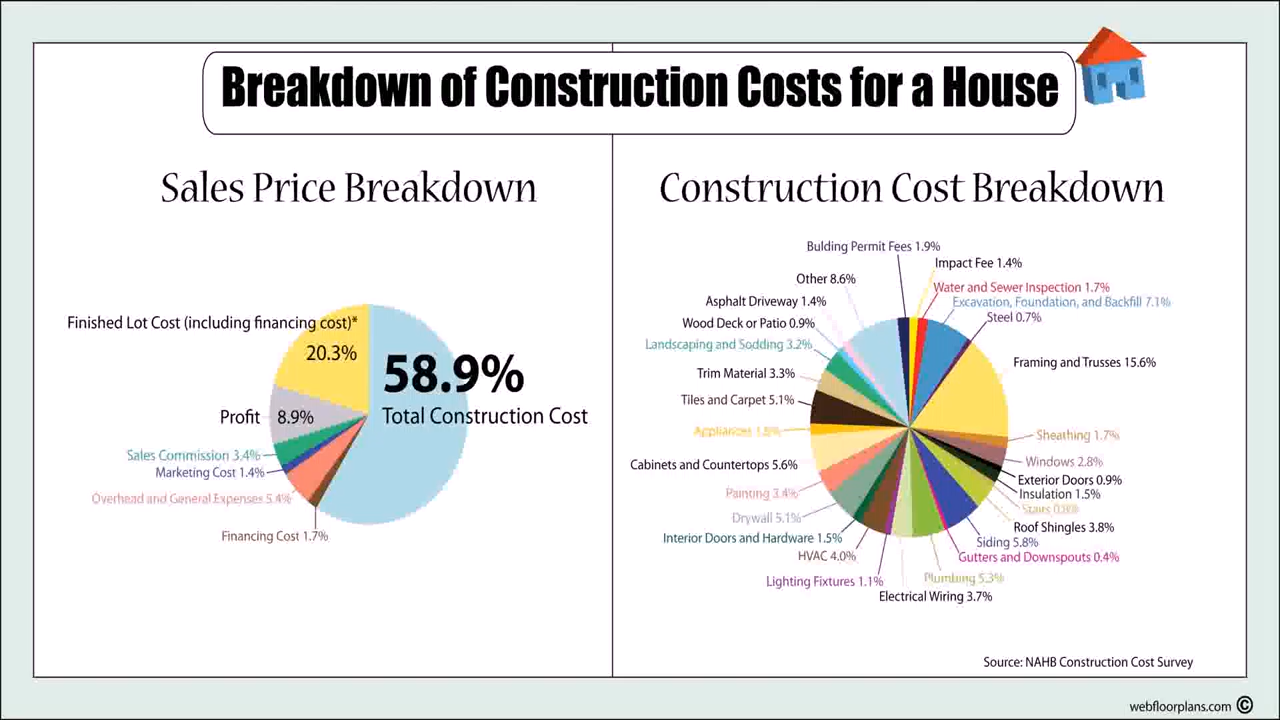 Breakdown of Construction Costs for a House
Sales Price Breakdown
Finished Lot Cost (including financing cost)*
20.3%
58.9%
Total Construction Cost
Profit 8.9%
Sales Commission 3.4%
Marketing Cost 1.4%
Overhead and General Expenses 5.4%
Financing Cost 1.7%
Construction Cost Breakdown
Bulding Permit Fees 1.9%
Impact Fee 1.4%
Water and Sewer Inspection 1.7%
Excavation, Foundation, and Backfill 7.1%
Steel 0.7%
Framing and Trusses 15.6%
Sheathing 1.7%
Windows 2.8%
Exterior Doors 0.9%
Insulation 1.5%
Stairs 0.8%
Roof Shingles 3.8%
Siding 5.8%
Gutters and Downspouts 0.4%
Plumbing 5.3%
Electrical Wiring 3.7%
Lighting Fixtures 1.1%
HVAC 4.0%
Interior Doors and Hardware 1.5%
Drywall 5.1%
Painting 3.4%
Cabinets and Countertops 5.6%
Appliances
Tiles and Carpet 5.1%
Trim Material 3.3%
Landscaping and Sodding 3.2%
Wood Deck or Patio 0.9%
Asphalt Driveway 1.4%
Other 8.6%
Source: NAHB Construction Cost Survey
webfloorplans.com ©